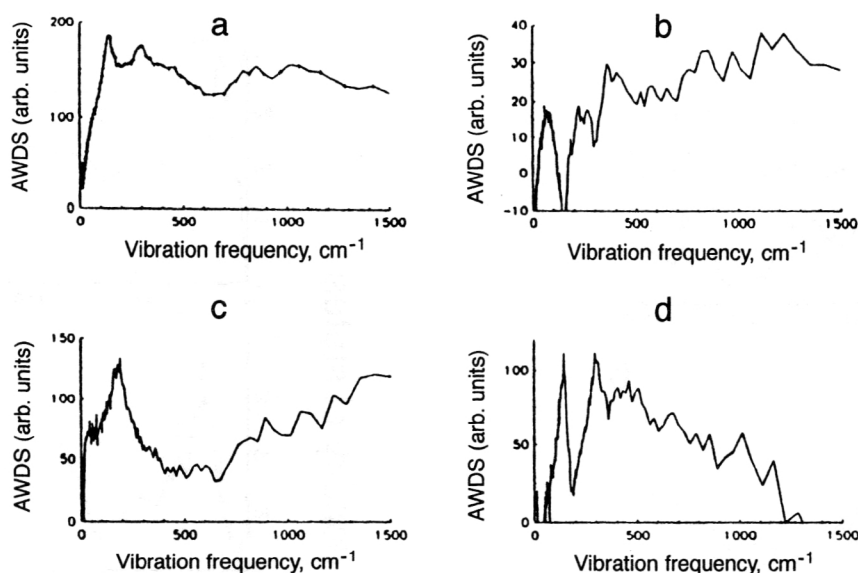 a
200
100
0
0 500 1000 1500
AWDS (arb. units)
Vibration frequency, cm-1
b
40
30
20
10
0
-10
0 500 1000 1500
AWDS (arb. units)
Vibration frequency, cm-1
c
150
100
50
0
0 500 1000 1500
AWDS (arb. units)
Vibration frequency, cm-1
d
100
50
0
0 500 1000 1500
AWDS (arb. units)
Vibration frequency, cm-1